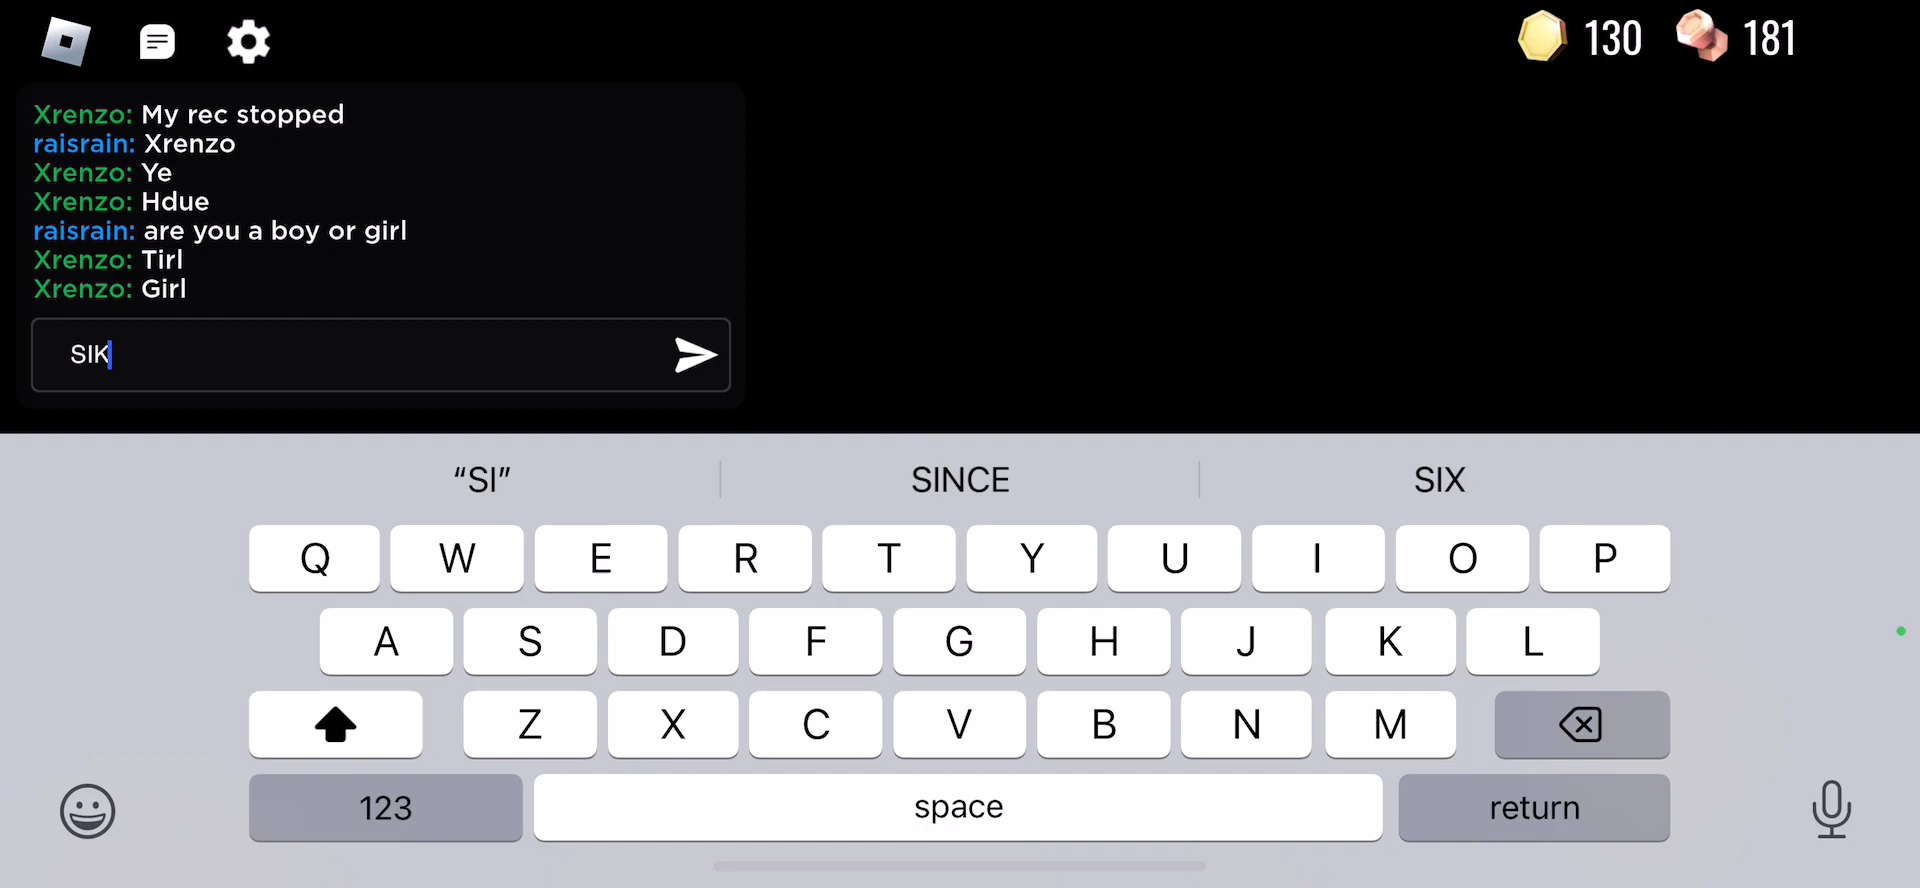 130 181
Xrenzo: My rec stopped
raisrain: Xrenzo
Xrenzo: Ye
Xrenzo: Hdue
raisrain: are you a boy or girl
Xrenzo: Tirl
Xrenzo: Girl
SIK
“SI” SINCE SIX
Q W E R T Y U I O P
A S D F G H J K L
Z X C V B N M
123 space return